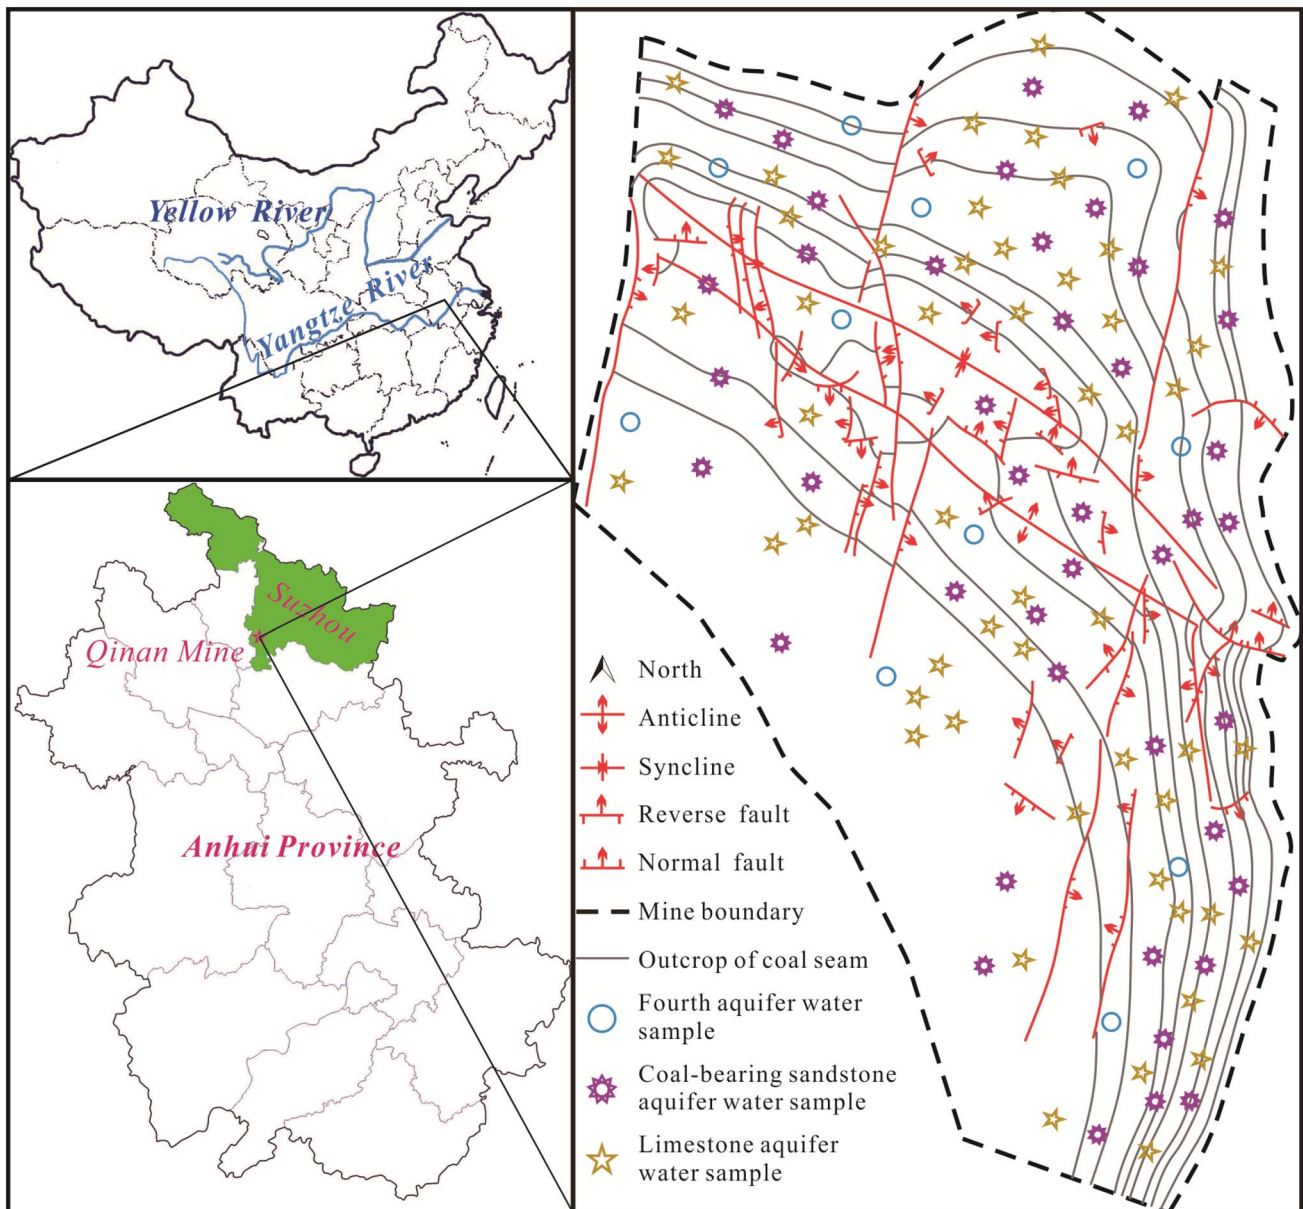 Yellow River
Yangtze River
Suzhou
Qinan Mine
Anhui Province
North
Anticline
Syncline
Reverse fault
Normal fault
Mine boundary
Outcrop of coal seam
Fourth aquifer water
sample
Coal-bearing sandstone
aquifer water sample
Limestone aquifer
water sample